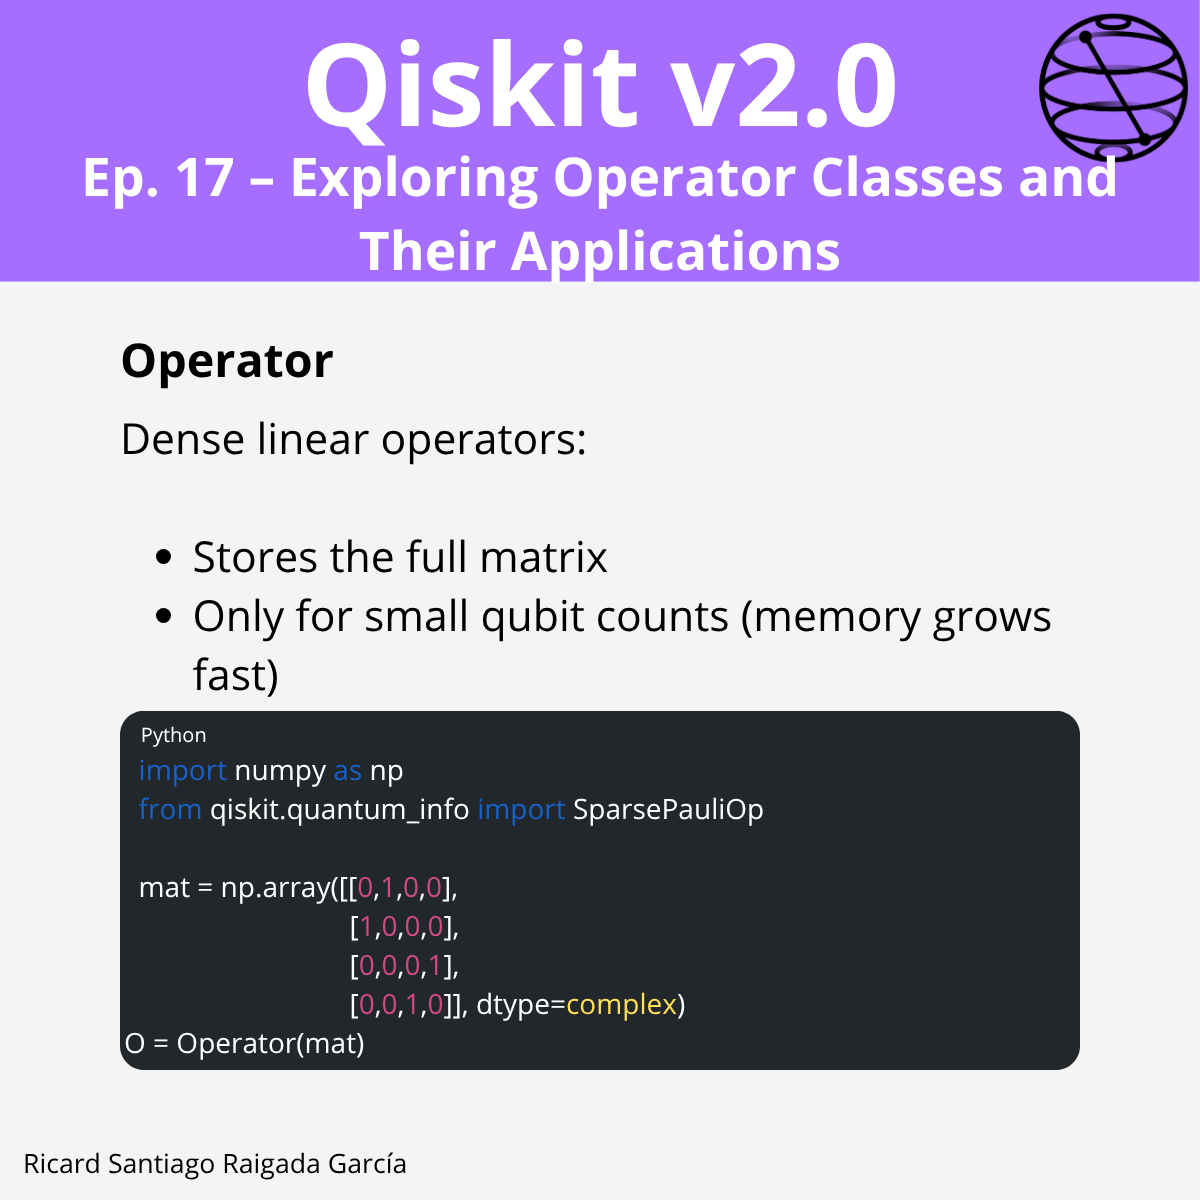 Qiskit v2.0
Ep. 17 – Exploring Operator Classes and
Their Applications
Operator
Dense linear operators:
• Stores the full matrix
• Only for small qubit counts (memory grows
fast)
Python
import numpy as np
from qiskit.quantum_info import SparsePauliOp
mat = np.array([[0,1,0,0],
[1,0,0,0],
[0,0,0,1],
[0,0,1,0]], dtype=complex)
O = Operator(mat)
Ricard Santiago Raigada García